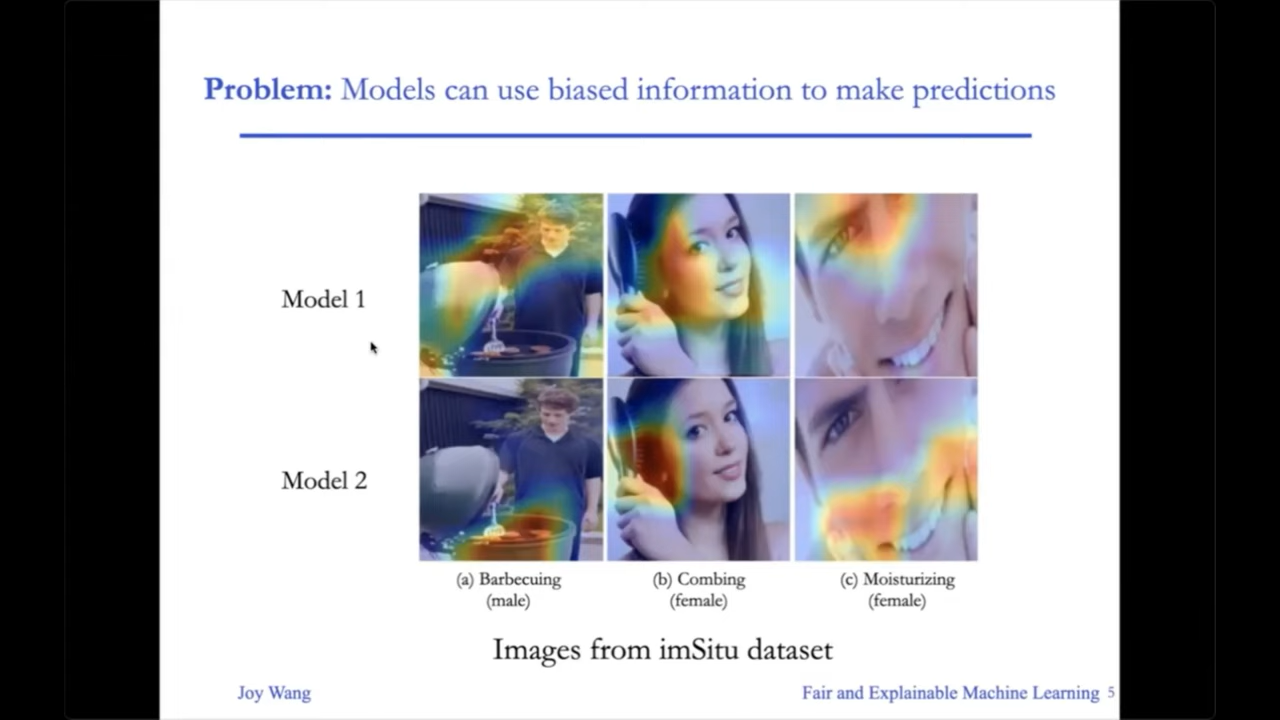 Problem: Models can use biased information to make predictions
Model 1
Model 2
(a) Barbecuing
(male)
(b) Combing
(female)
(c) Moisturizing
(female)
Images from imSitu dataset
Joy Wang
Fair and Explainable Machine Learning 5